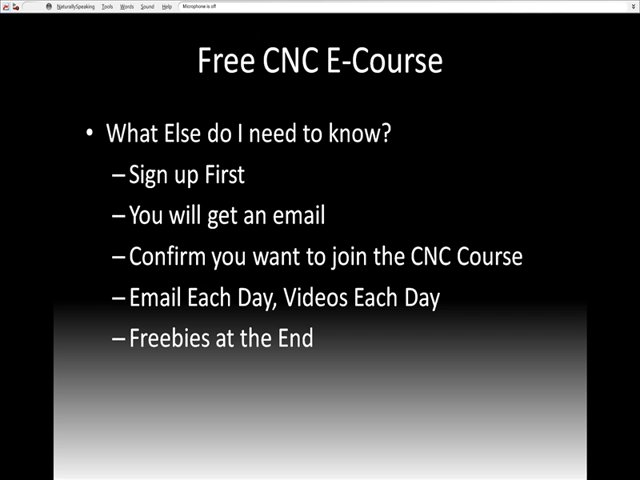 NaturallySpeaking Tools Words Sound Help Microphone is off
Free CNC E-Course
• What Else do I need to know?
–Sign up First
–You will get an email
–Confirm you want to join the CNC Course
–Email Each Day, Videos Each Day
–Freebies at the End